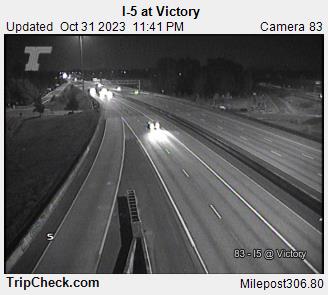 I-5 at Victory
Updated Oct 31 2023 11:41 PM Camera 83
T
S
83 - I5 @ Victory
TripCheck.com Milepost306.80